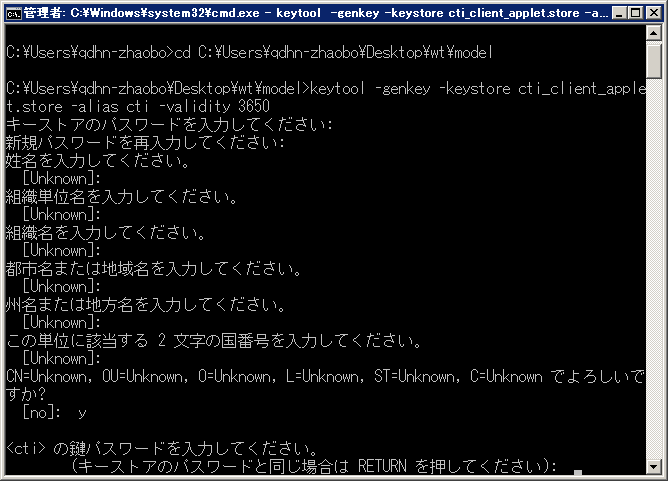 管理者: C:¥Windows¥system32¥cmd.exe - keytool  -genkey -keystore cti_client_applet.store -a...
C:¥Users¥qdhn-zhaobo>cd C:¥Users¥qdhn-zhaobo¥Desktop¥wt¥model
C:¥Users¥qdhn-zhaobo¥Desktop¥wt¥model>keytool -genkey -keystore cti_client_apple
t.store -alias cti -validity 3650
キーストアのパスワードを入力してください:
新規パスワードを再入力してください:
姓名を入力してください。
  [Unknown]:
組織単位名を入力してください。
  [Unknown]:
組織名を入力してください。
  [Unknown]:
都市名または地域名を入力してください。
  [Unknown]:
州名または地方名を入力してください。
  [Unknown]:
この単位に該当する 2 文字の国番号を入力してください。
  [Unknown]:
CN=Unknown, OU=Unknown, O=Unknown, L=Unknown, ST=Unknown, C=Unknown でよろしいで
すか?
  [no]:  y
<cti> の鍵パスワードを入力してください。
        (キーストアのパスワードと同じ場合は RETURN を押してください):